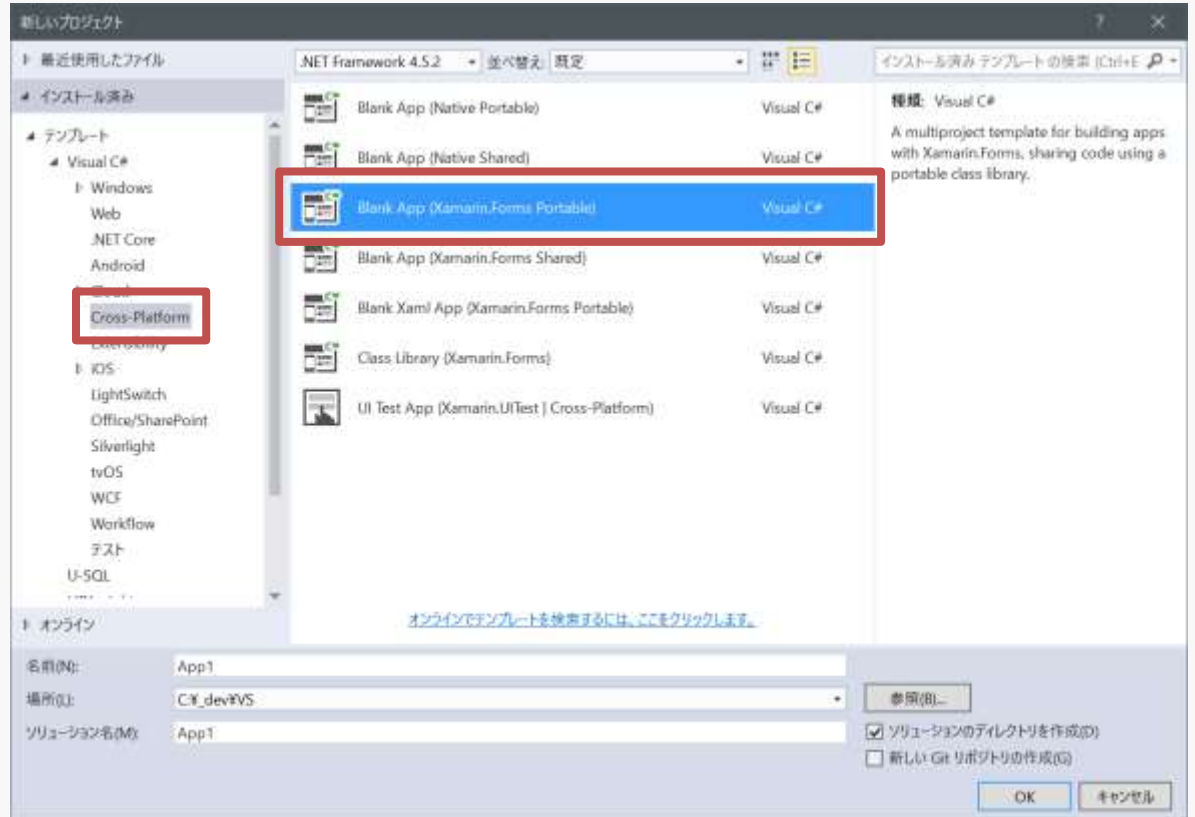 新しいプロジェクト
?
最近使用したファイル
インストール済み
テンプレート
Visual C#
Windows
Web
.NET Core
Android
Cross-Platform
Extensibility
iOS
LightSwitch
Office/SharePoint
Silverlight
tvOS
WCF
Workflow
テスト
U-SQL
オンライン
.NET Framework 4.5.2 並べ替え: 既定
Blank App (Native Portable) Visual C#
Blank App (Native Shared) Visual C#
Blank App (Xamarin.Forms Portable) Visual C#
Blank App (Xamarin.Forms Shared) Visual C#
Blank Xaml App (Xamarin.Forms Portable) Visual C#
Class Library (Xamarin.Forms) Visual C#
UI Test App (Xamarin.UITest | Cross-Platform) Visual C#
オンラインでテンプレートを検索するには、ここをクリックします。
インストール済み テンプレート の検索 (Ctrl+E
種類: Visual C#
A multiproject template for building apps
with Xamarin.Forms, sharing code using a
portable class library.
名前(N): App1
場所(L): C:¥_dev¥VS
参照(B)...
ソリューション名(M): App1
ソリューションのディレクトリを作成(D)
新しい Git リポジトリの作成(G)
OK キャンセル